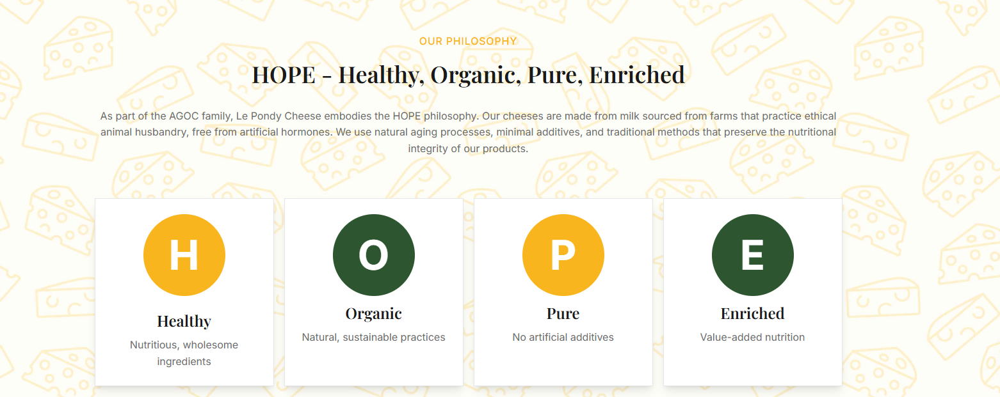 OUR PHILOSOPHY
HOPE - Healthy, Organic, Pure, Enriched
As part of the AGOC family, Le Pondy Cheese embodies the HOPE philosophy. Our cheeses are made from milk sourced from farms that practice ethical
animal husbandry, free from artificial hormones. We use natural aging processes, minimal additives, and traditional methods that preserve the nutritional
integrity of our products.
H
Healthy
Nutritious, wholesome
ingredients
O
Organic
Natural, sustainable practices
P
Pure
No artificial additives
E
Enriched
Value-added nutrition